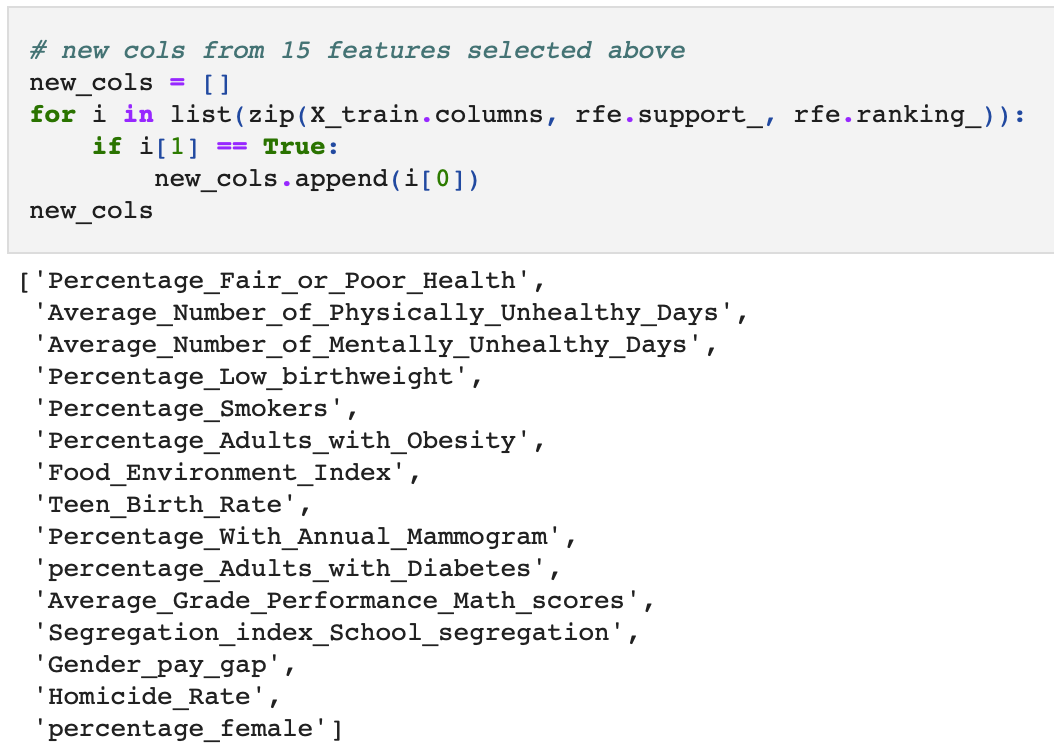 # new cols from 15 features selected above
new_cols = []
for i in list(zip(X_train.columns, rfe.support_, rfe.ranking_)):
    if i[1] == True:
        new_cols.append(i[0])
new_cols
['Percentage_Fair_or_Poor_Health',
 'Average_Number_of_Physically_Unhealthy_Days',
 'Average_Number_of_Mentally_Unhealthy_Days',
 'Percentage_Low_birthweight',
 'Percentage_Smokers',
 'Percentage_Adults_with_Obesity',
 'Food_Environment_Index',
 'Teen_Birth_Rate',
 'Percentage_With_Annual_Mammogram',
 'percentage_Adults_with_Diabetes',
 'Average_Grade_Performance_Math_scores',
 'Segregation_index_School_segregation',
 'Gender_pay_gap',
 'Homicide_Rate',
 'percentage_female']